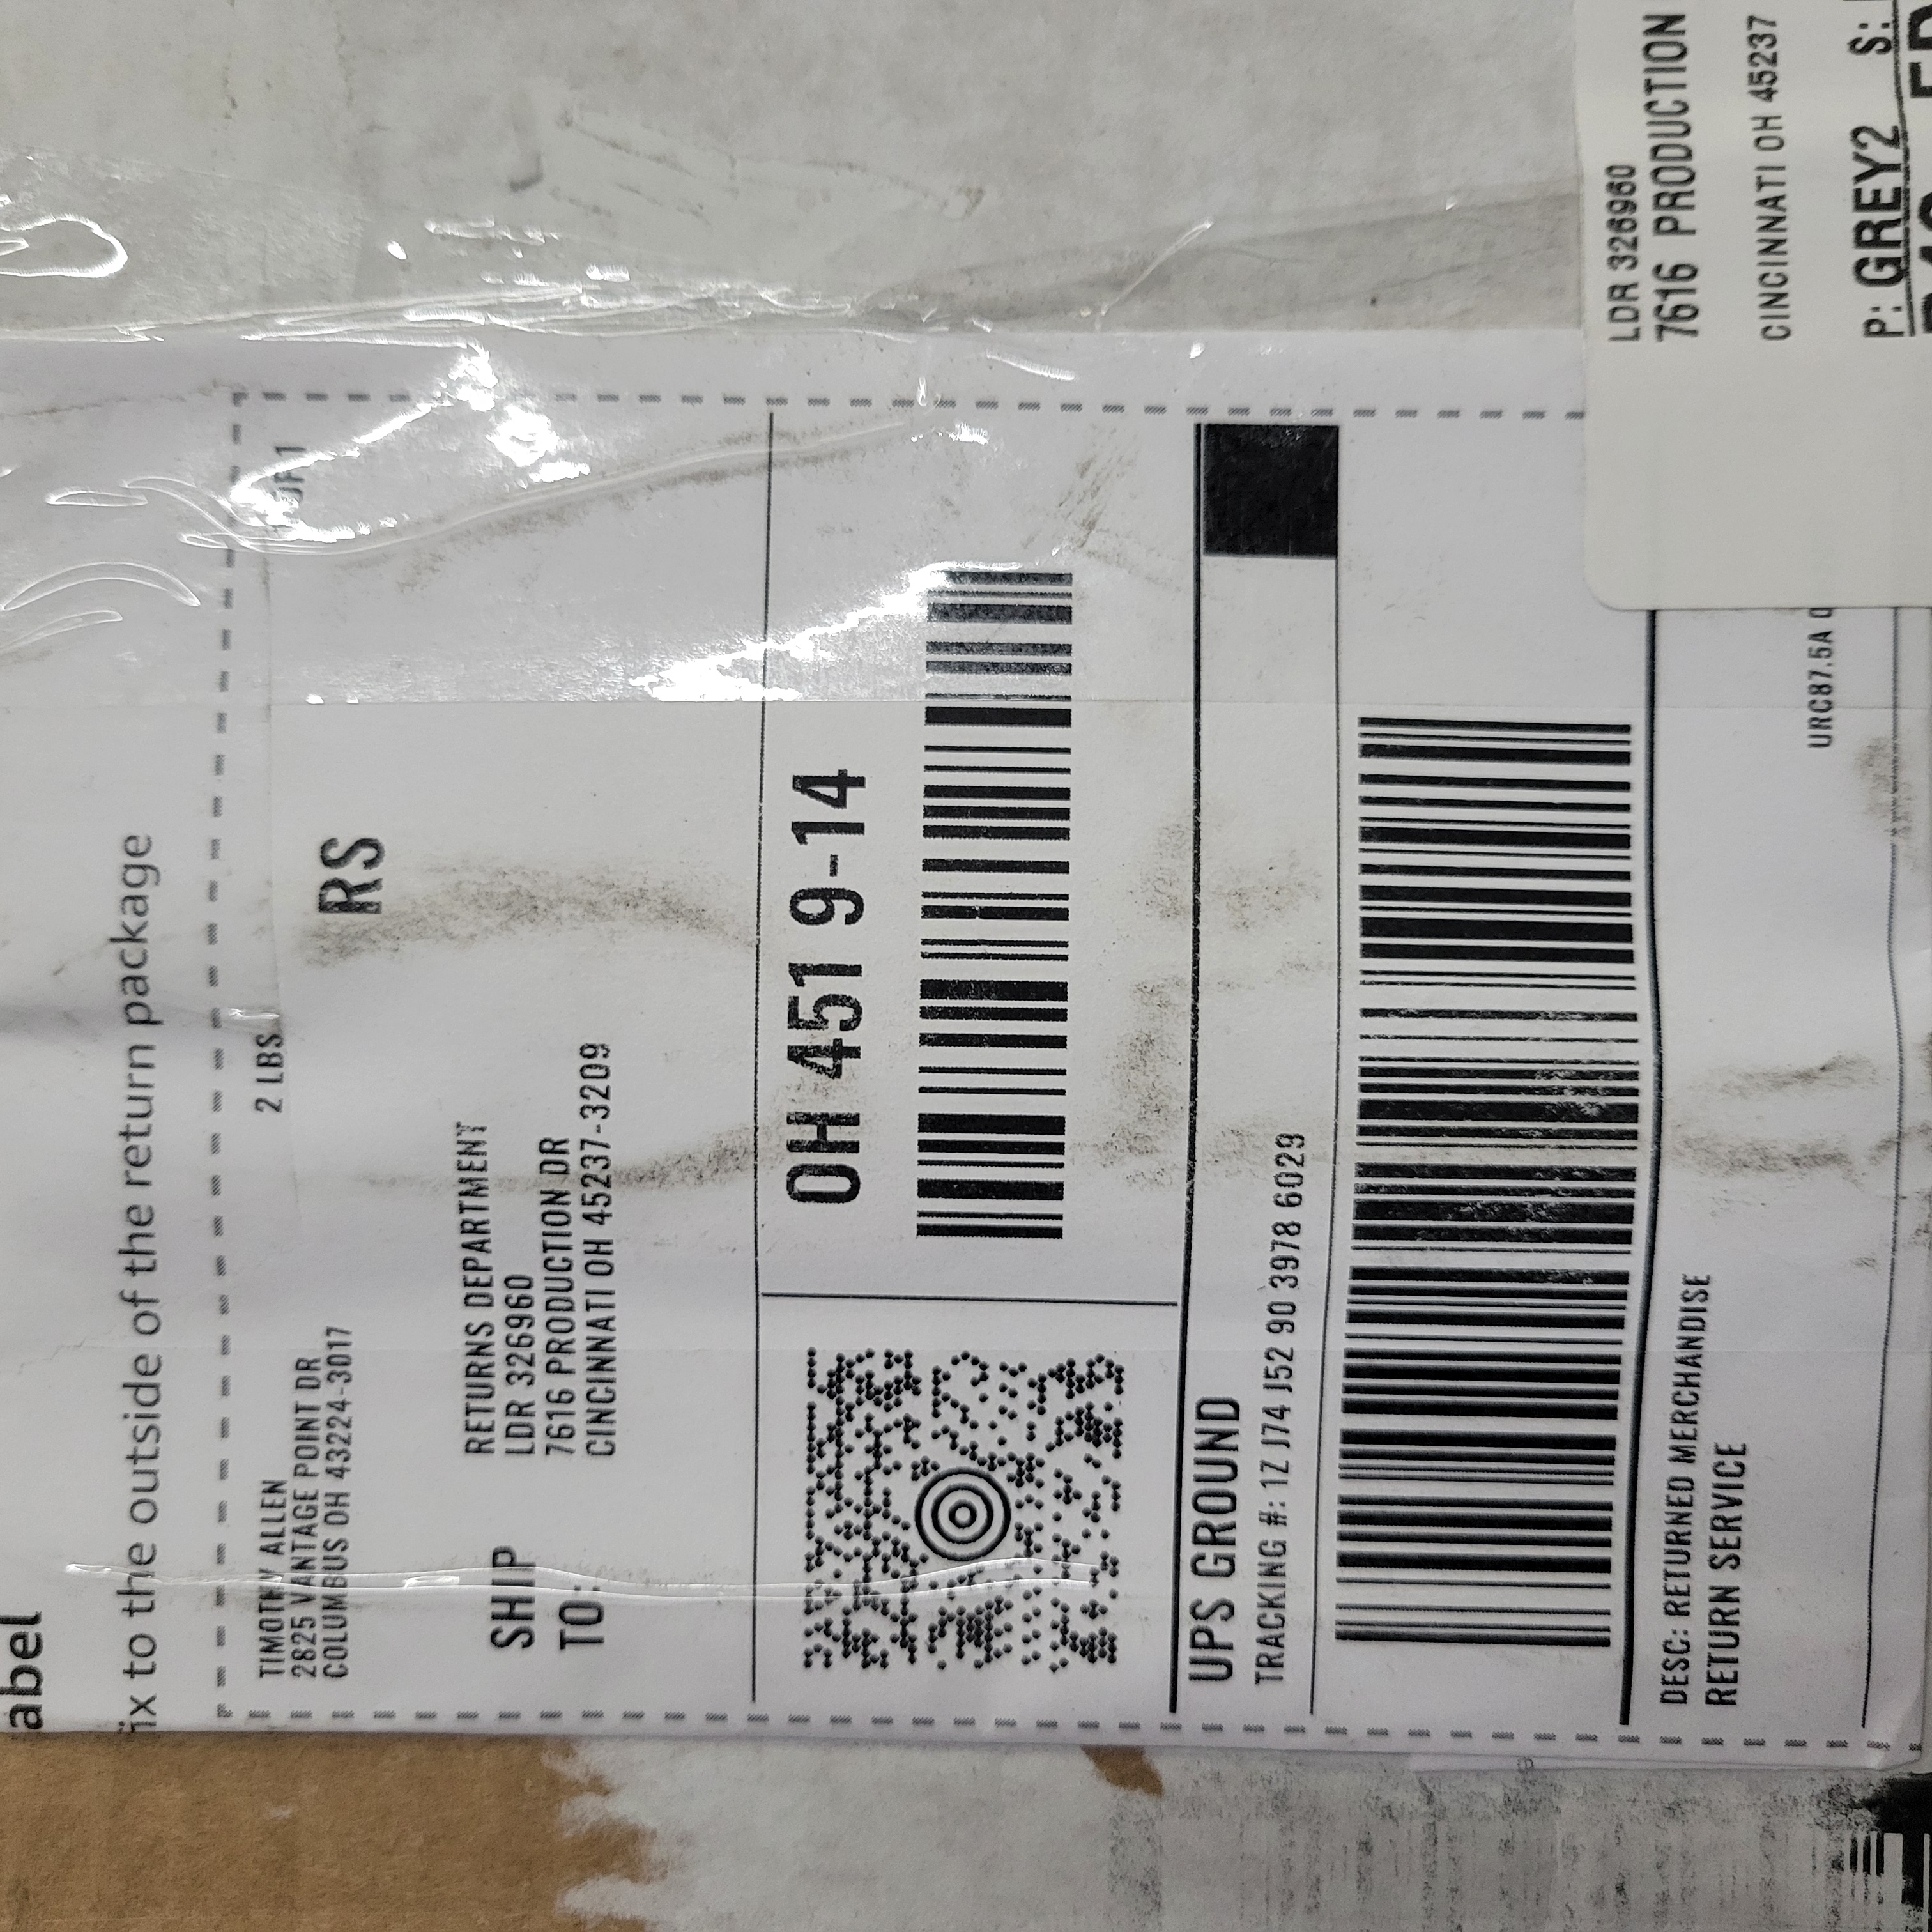 abel
ix to the outside of the return package
TIMOTHY ALLEN
2825 VANTAGE POINT DR
COLUMBUS OH 43224-3017
2 LBS
OF 1
RS
SHIP
TO:
RETURNS DEPARTMENT
LDR 326960
7616 PRODUCTION DR
CINCINNATI OH 45237-3209
OH 451 9-14
UPS GROUND
TRACKING #: 1Z J74 J52 90 3978 6029
DESC: RETURNED MERCHANDISE
RETURN SERVICE
URC87.5A 0
LDR 326960
7616 PRODUCTION
CINCINNATI OH 45237
P: GREY2 S: